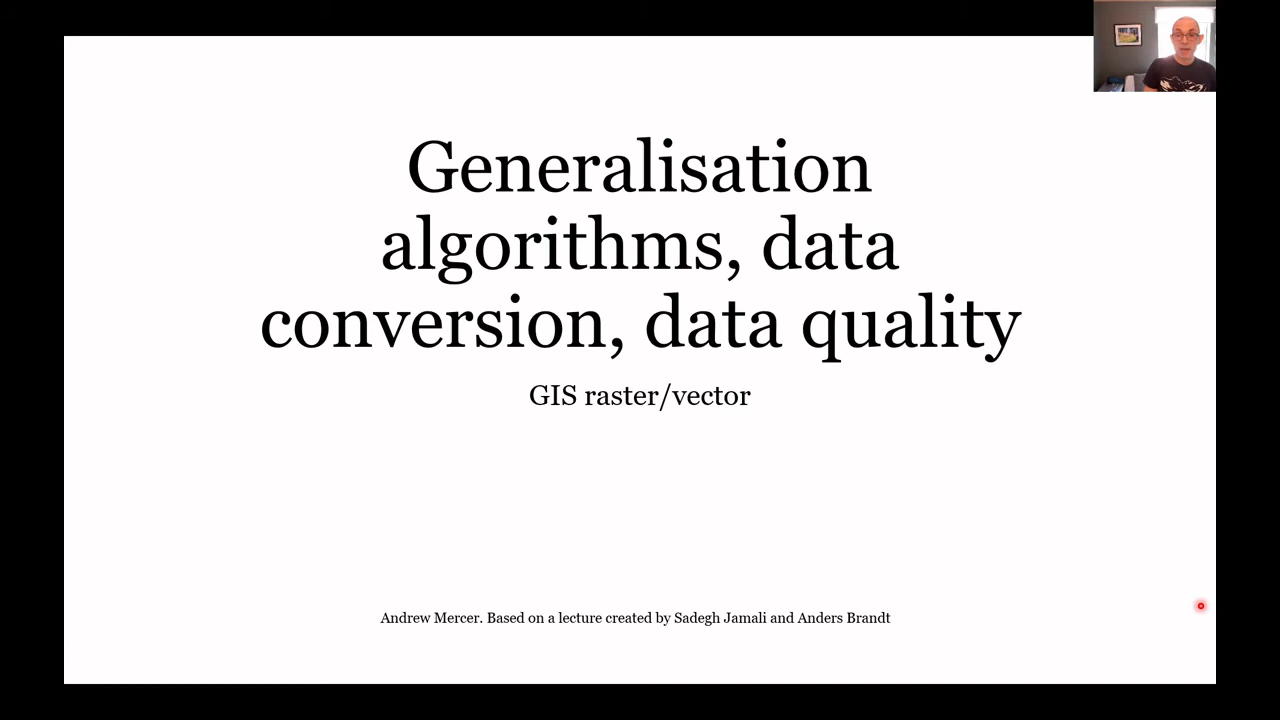 Generalisation
algorithms, data
conversion, data quality
GIS raster/vector
Andrew Mercer. Based on a lecture created by Sadegh Jamali and Anders Brandt